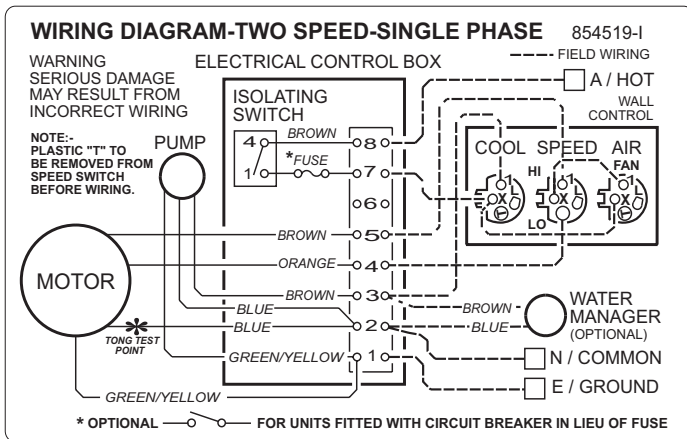 WIRING DIAGRAM-TWO SPEED-SINGLE PHASE 854519-I
FIELD WIRING
WARNING
SERIOUS DAMAGE
MAY RESULT FROM
INCORRECT WIRING
NOTE:-
PLASTIC "T" TO
BE REMOVED FROM
SPEED SWITCH
BEFORE WIRING.
ELECTRICAL CONTROL BOX
ISOLATING
SWITCH
4
1
BROWN
*FUSE
8
7
6
5
4
3
2
1
A / HOT
WALL
CONTROL
COOL SPEED AIR
HI
FAN
X X X
LO
PUMP
MOTOR
BROWN
ORANGE
BROWN
BLUE
BLUE
TONG TEST
POINT
GREEN/YELLOW
GREEN/YELLOW
BROWN
BLUE
WATER
MANAGER
(OPTIONAL)
N / COMMON
E / GROUND
* OPTIONAL FOR UNITS FITTED WITH CIRCUIT BREAKER IN LIEU OF FUSE